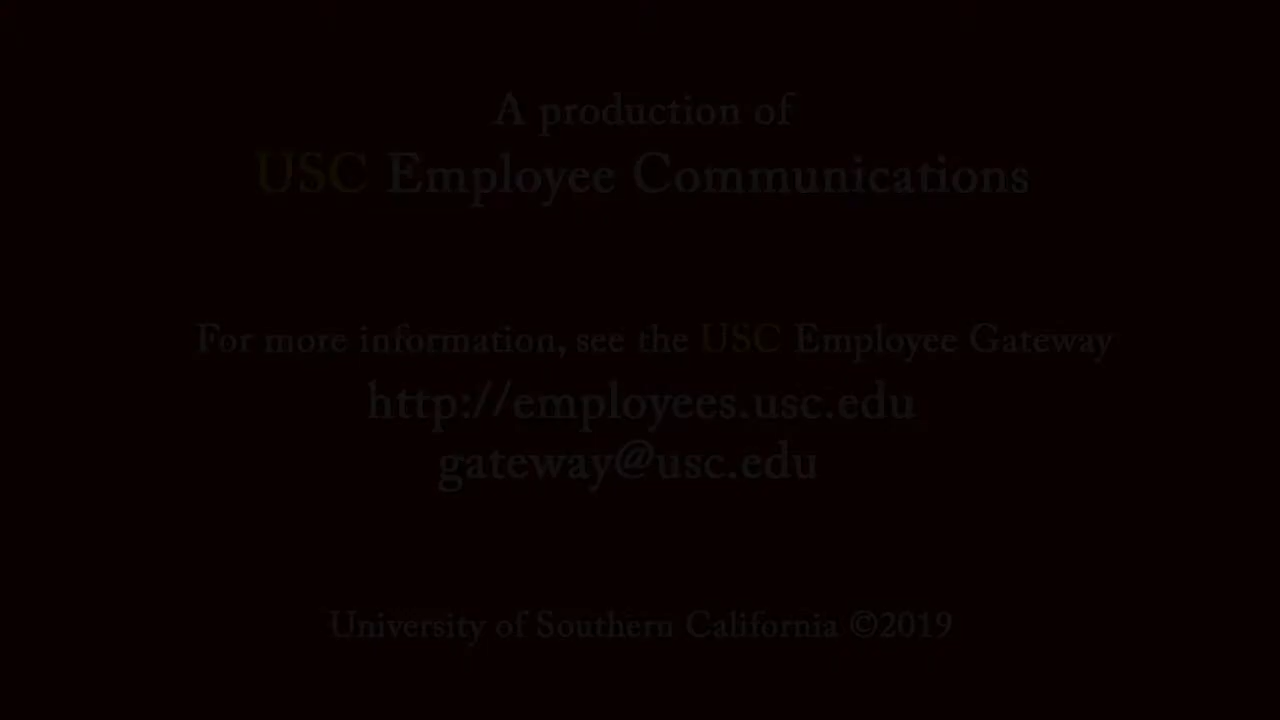 A production of
USC Employee Communications
For more information, see the USC Employee Gateway
http://employees.usc.edu
gateway@usc.edu
University of Southern California ©2019